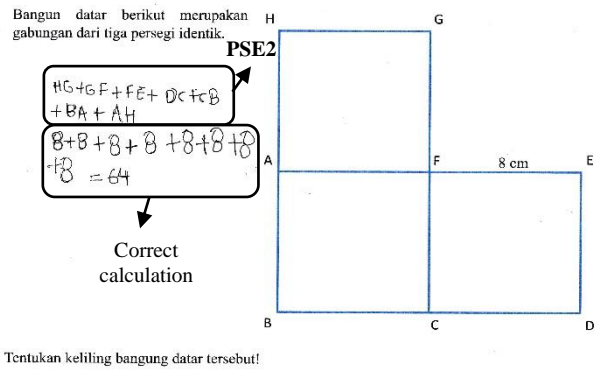 Bangun datar berikut merupakan
gabungan dari tiga persegi identik.
PSE2
HG+GF+FE+ DC+CB
+BA+ AH
8+8+8+8+8+8+8
+8 = 64
Correct
calculation
H
G
A
F
8 cm
E
B
C
D
Tentukan keliling bangung datar tersebut!